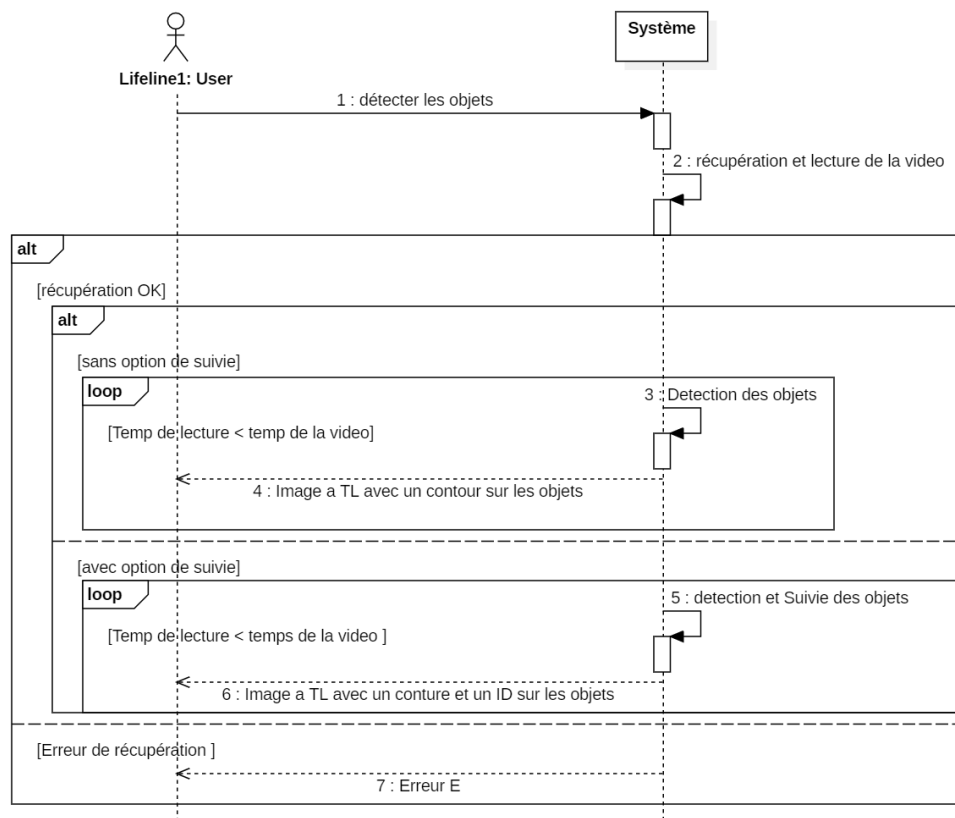 Système
Lifeline1: User
1 : détecter les objets
2 : récupération et lecture de la video
alt
[récupération OK]
alt
[sans option de suivie]
loop
3 : Detection des objets
[Temp de lecture < temp de la video]
4 : Image a TL avec un contour sur les objets
[avec option de suivie]
loop
5 : detection et Suivie des objets
[Temp de lecture < temps de la video ]
6 : Image a TL avec un conture et un ID sur les objets
[Erreur de récupération ]
7 : Erreur E